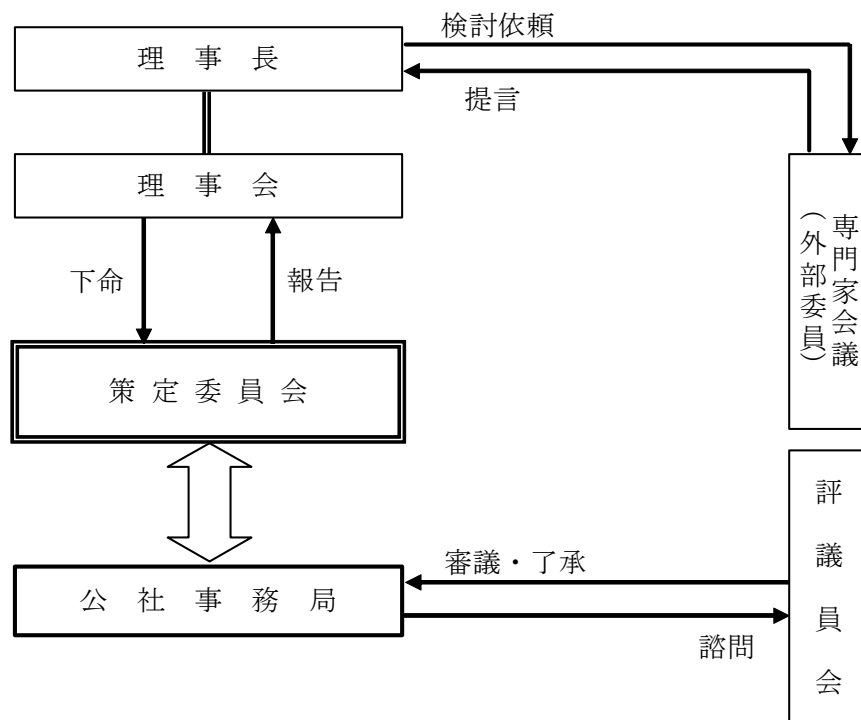 検討依頼
理事長
提言
理事会
下命
報告
専門家会議
（外部委員）
策定委員会
評議員会
審議・了承
公社事務局
諮問